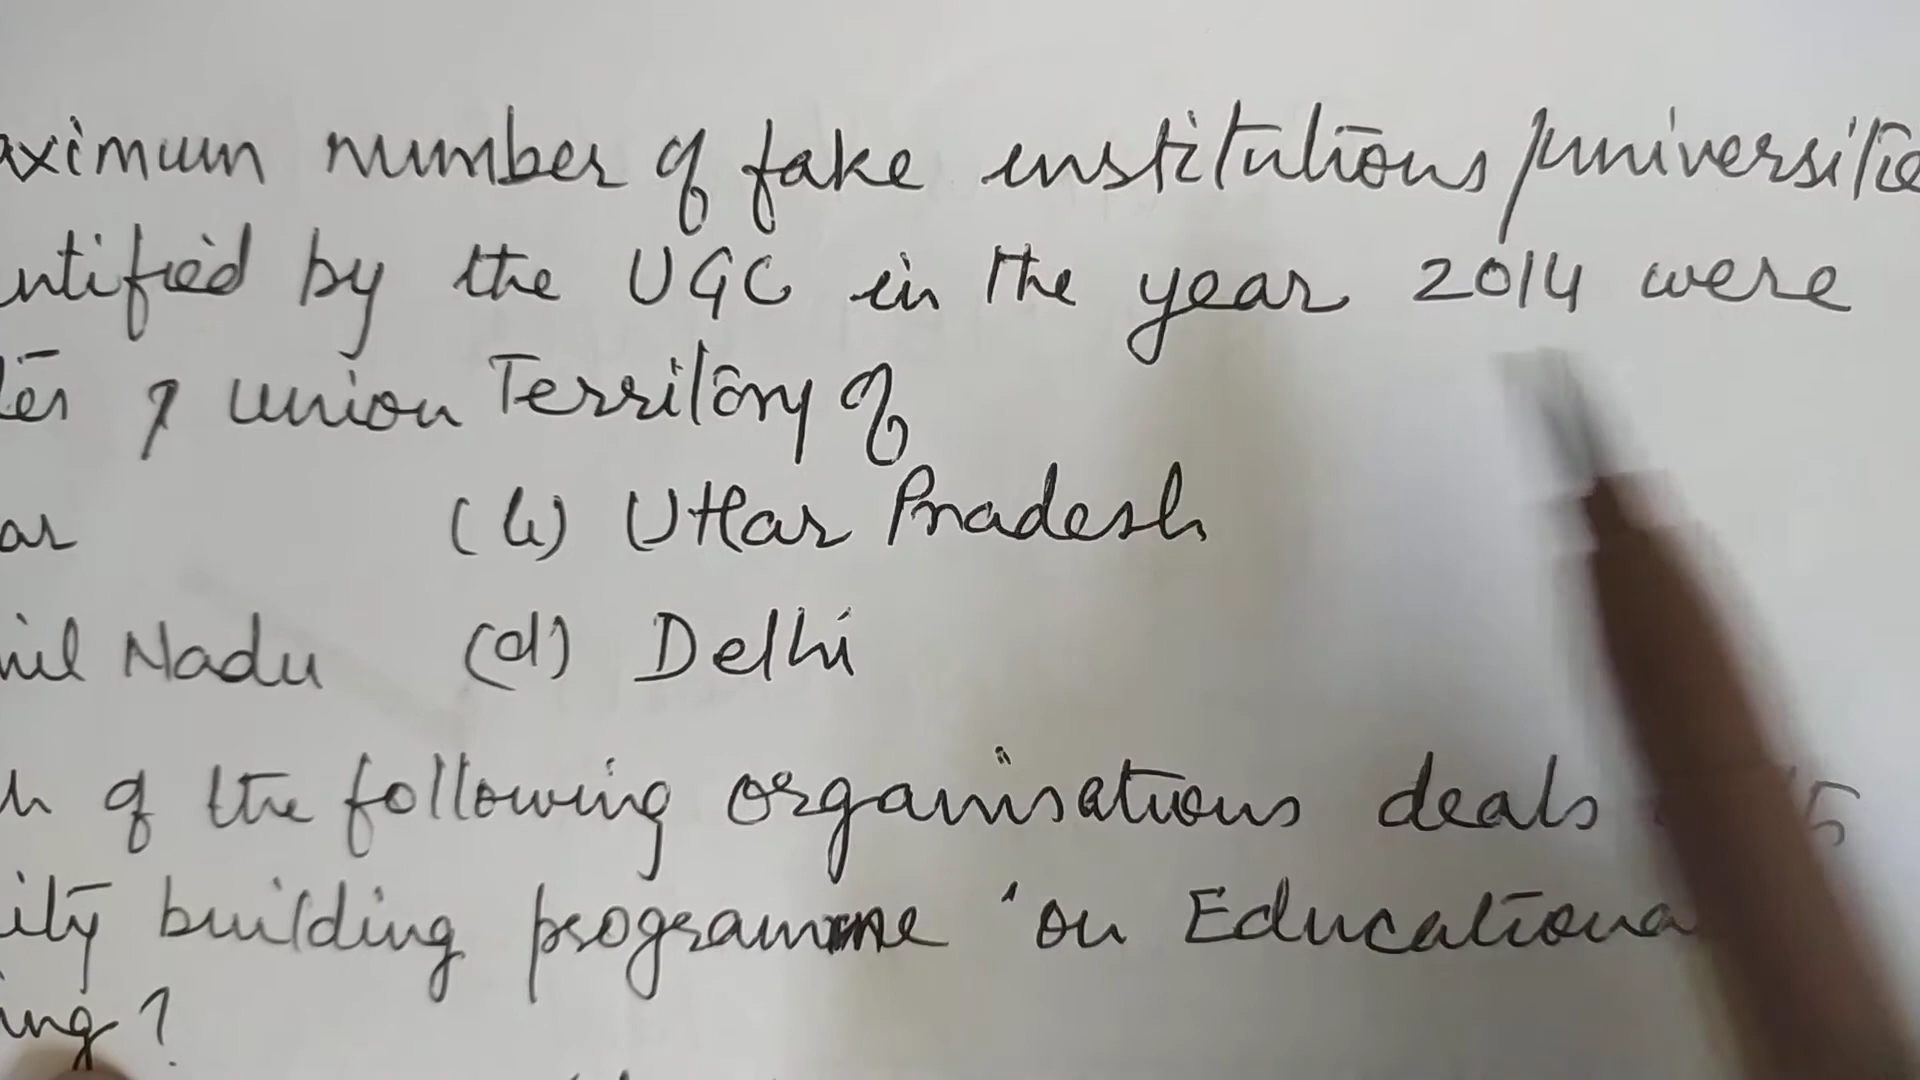 aximum number of fake institutions/universitie
ntified by the UGC in the year 2014 were
tes / union Territory of
ar (b) Uttar Pradesh
mil Nadu (d) Delhi
h of the following organisations deals
ity building programme 'on Educationa
ing?